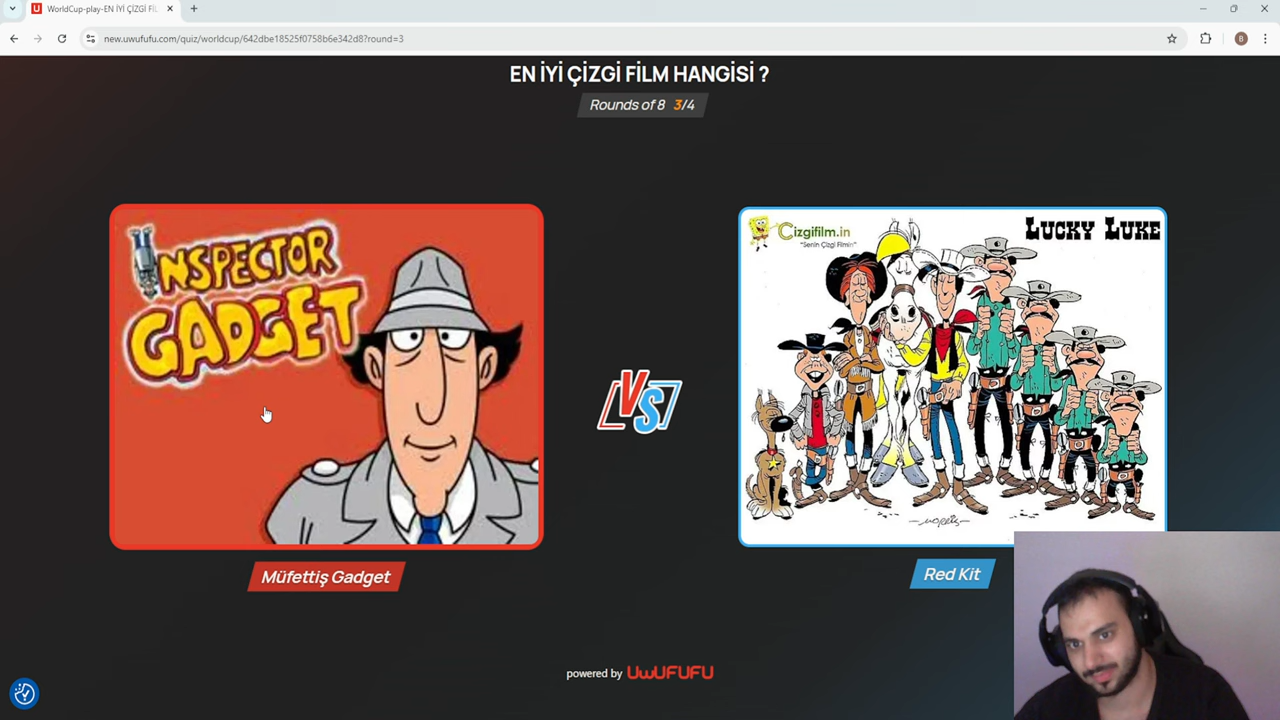 WorldCup-play-EN İYİ ÇİZGİ FİL
new.uwufufu.com/quiz/worldcup/642dbe18525f0758b6e342d8?round=3
B
EN İYİ ÇİZGİ FİLM HANGİSİ ?
Rounds of 8 3/4
INSPECTOR
GADGET
VS
Cizgifilm.in
"Senin Çizgi Filmin"
LUCKY LUKE
MORRIS
Müfettiş Gadget
Red Kit
powered by UwUFUFU